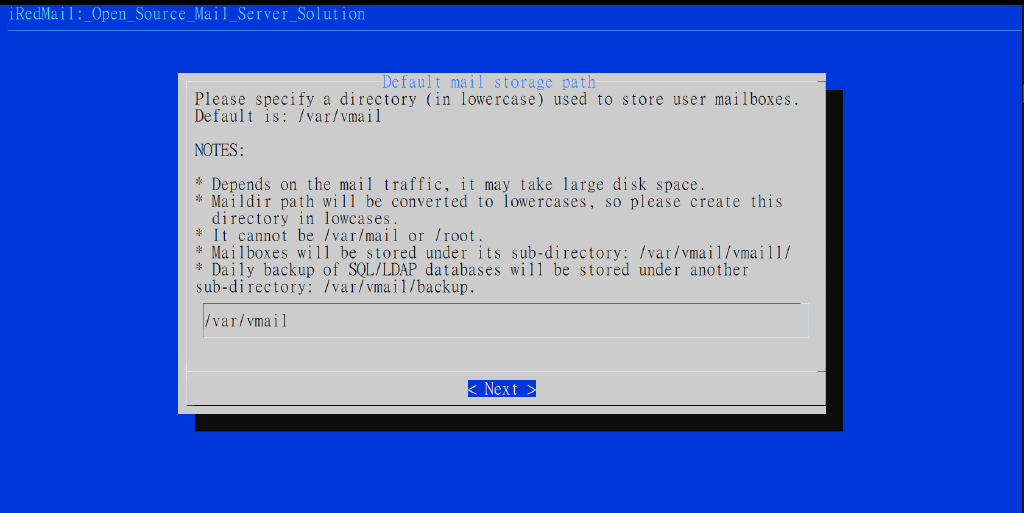 iRedMail:_Open_Source_Mail_Server_Solution
Default mail storage path
Please specify a directory (in lowercase) used to store user mailboxes.
Default is: /var/vmail
NOTES:
* Depends on the mail traffic, it may take large disk space.
* Maildir path will be converted to lowercases, so please create this
directory in lowcases.
* It cannot be /var/mail or /root.
* Mailboxes will be stored under its sub-directory: /var/vmail/vmail1/
* Daily backup of SQL/LDAP databases will be stored under another
sub-directory: /var/vmail/backup.
/var/vmail
< Next >